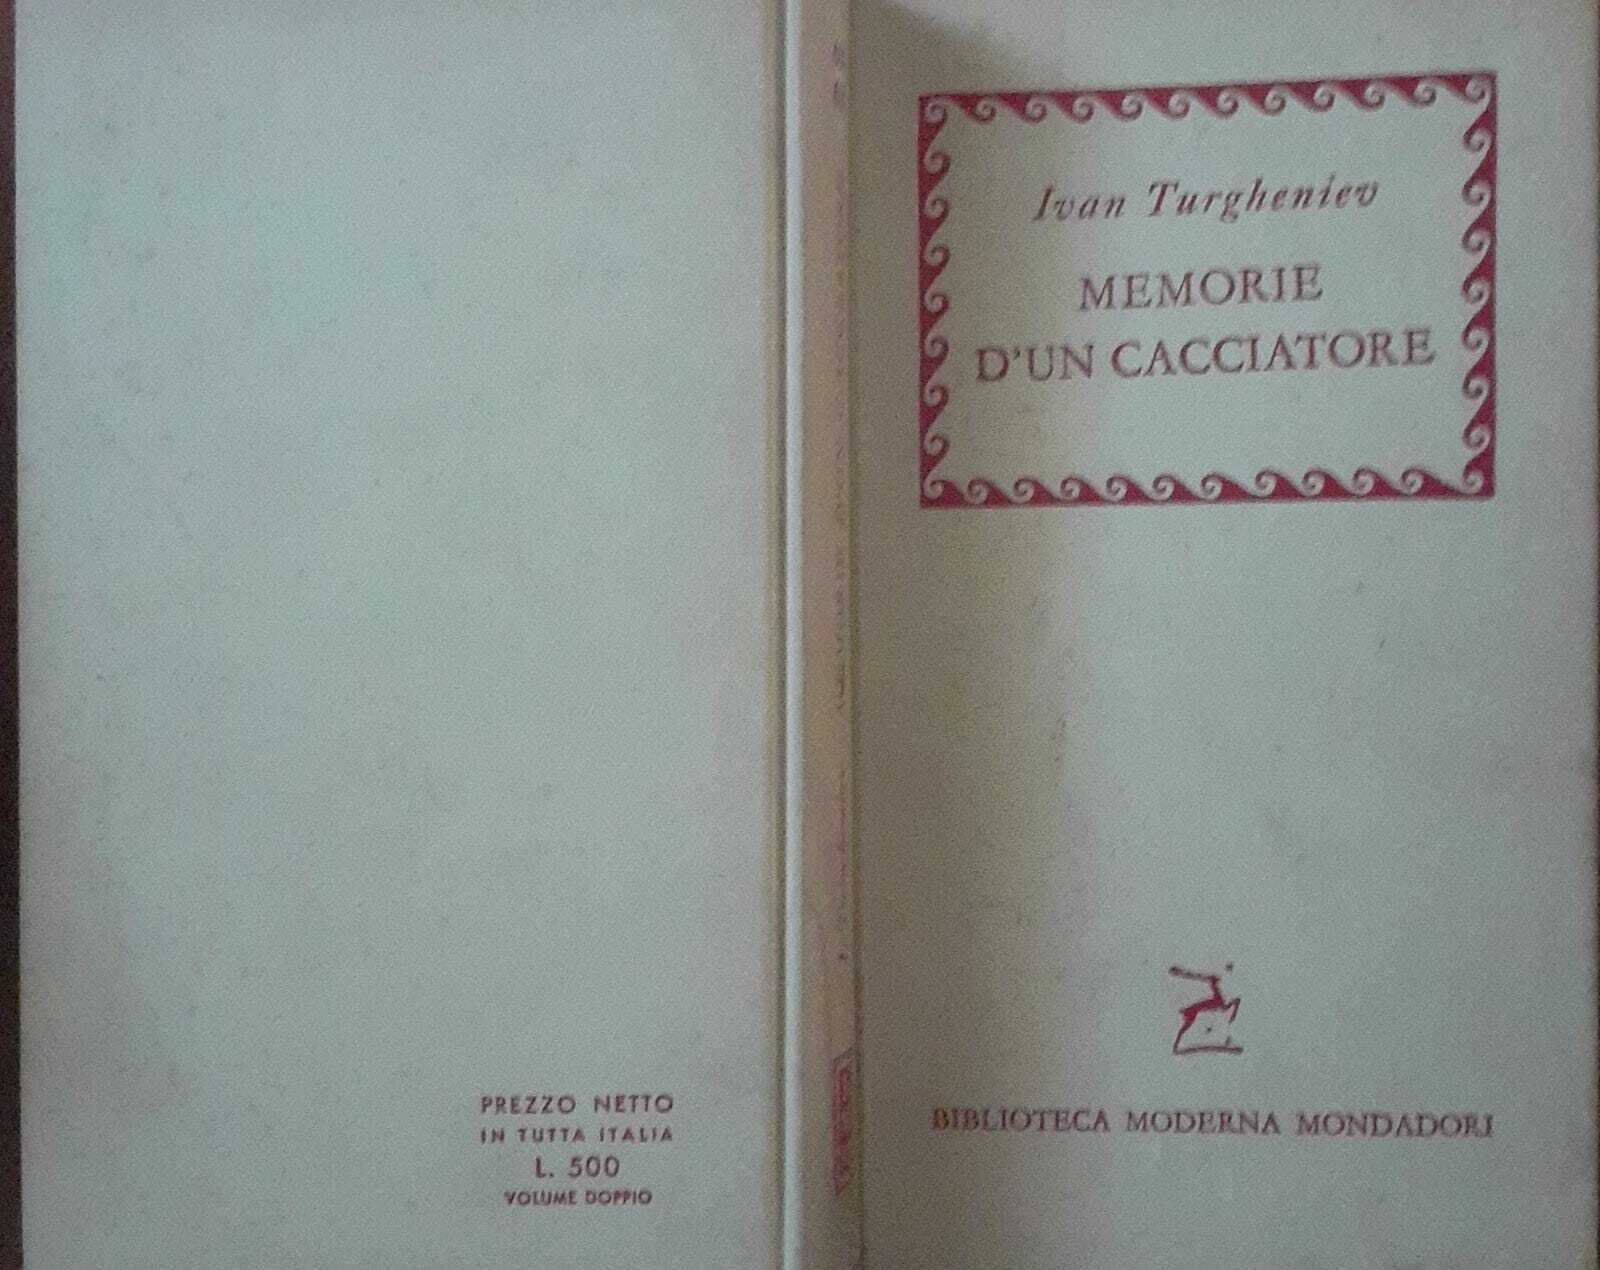 Ivan Turgheniev
MEMORIE
D'UN CACCIATORE
BIBLIOTECA MODERNA MONDADORI
PREZZO NETTO
IN TUTTA ITALIA
L. 500
VOLUME DOPPIO